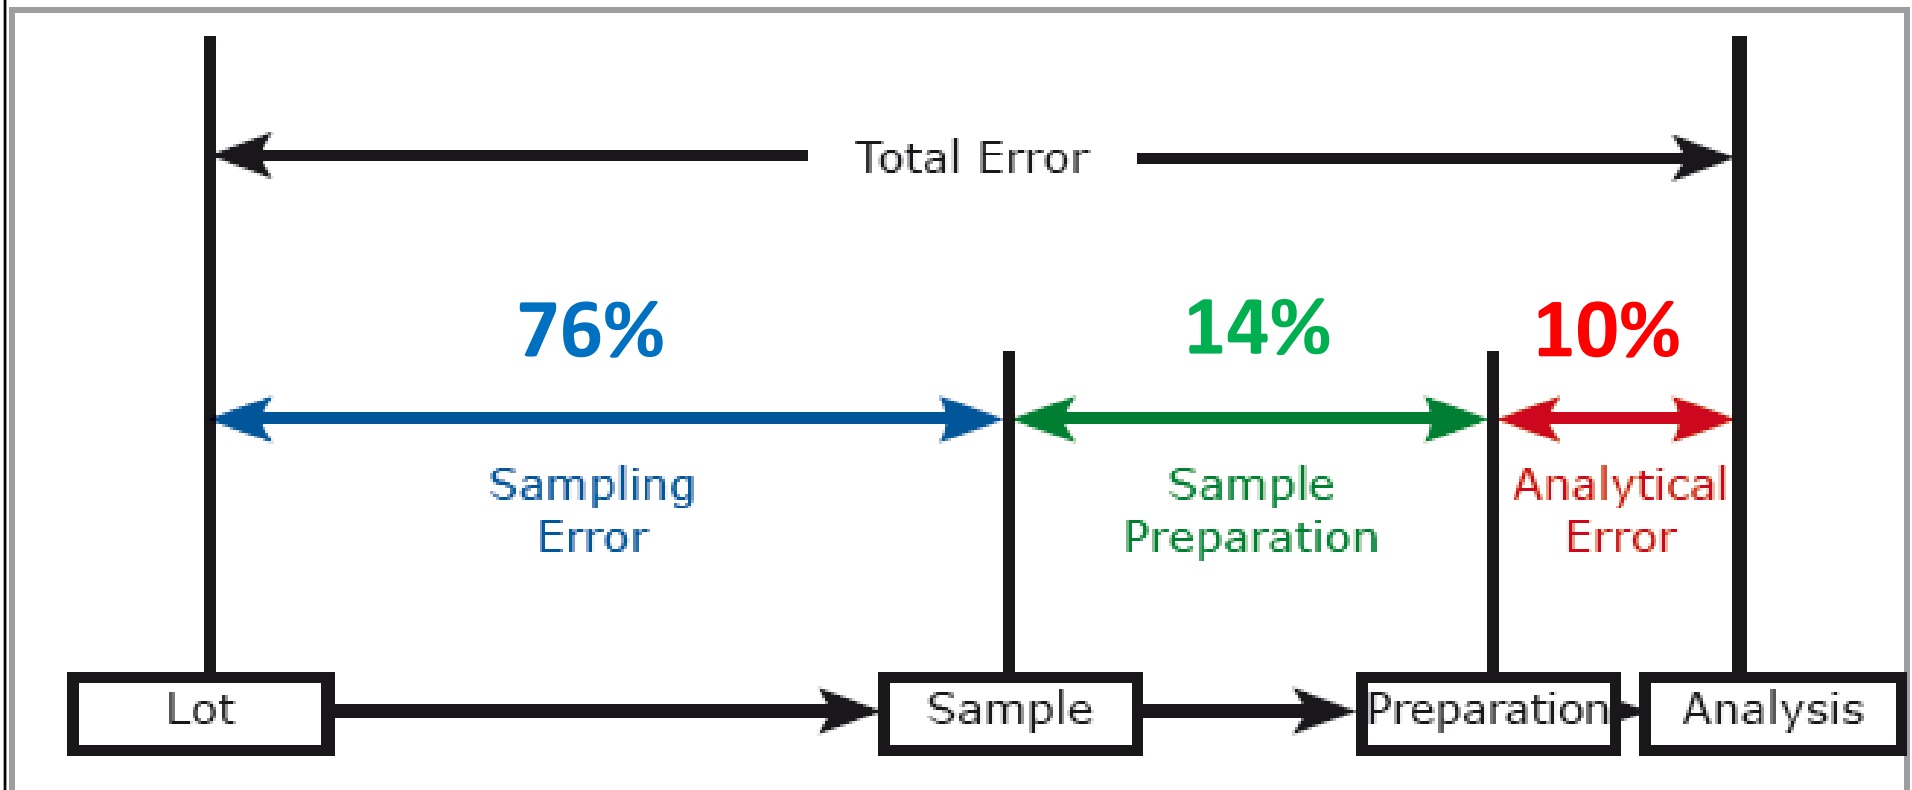 Total Error
76%
14%
10%
Sampling
Error
Sample
Preparation
Analytical
Error
Lot
Sample
Preparation
Analysis